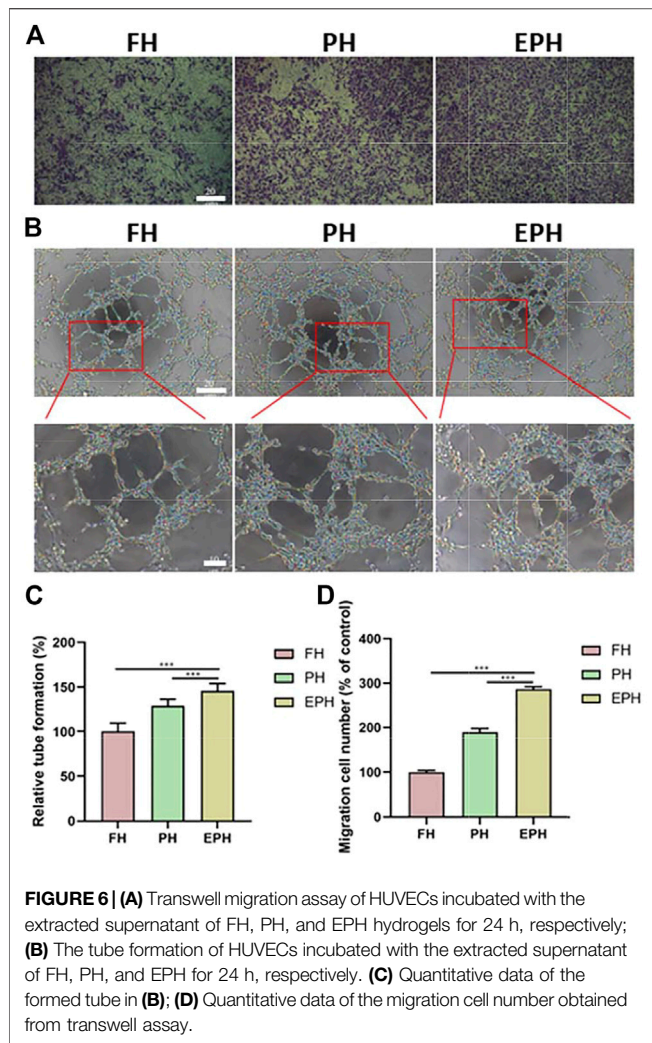 A
FH PH EPH
20
B
FH PH EPH
20
10
C
Relative tube formation (%)
200
150
100
50
0
***
***
FH
PH
EPH
FH PH EPH
D
Migration cell number (% of control)
400
300
200
100
0
***
***
FH
PH
EPH
FH PH EPH
FIGURE 6 | (A) Transwell migration assay of HUVECs incubated with the
extracted supernatant of FH, PH, and EPH hydrogels for 24 h, respectively;
(B) The tube formation of HUVECs incubated with the extracted supernatant
of FH, PH, and EPH for 24 h, respectively. (C) Quantitative data of the
formed tube in (B); (D) Quantitative data of the migration cell number obtained
from transwell assay.